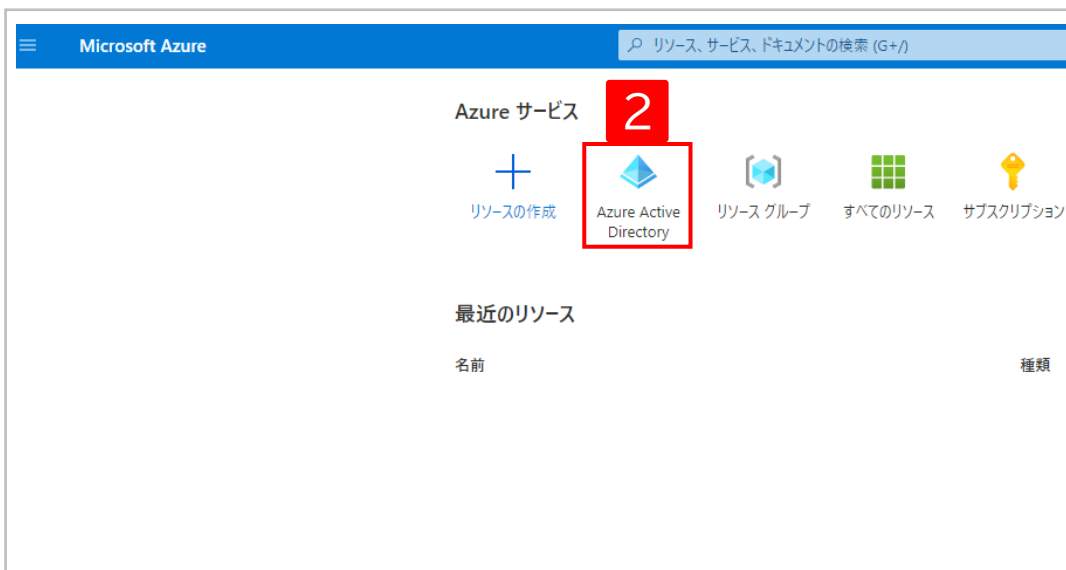 Microsoft Azure
リソース、サービス、ドキュメントの検索 (G+/)
Azure サービス
2
リソースの作成
Azure Active
Directory
リソース グループ
すべてのリソース
サブスクリプション
最近のリソース
名前
種類